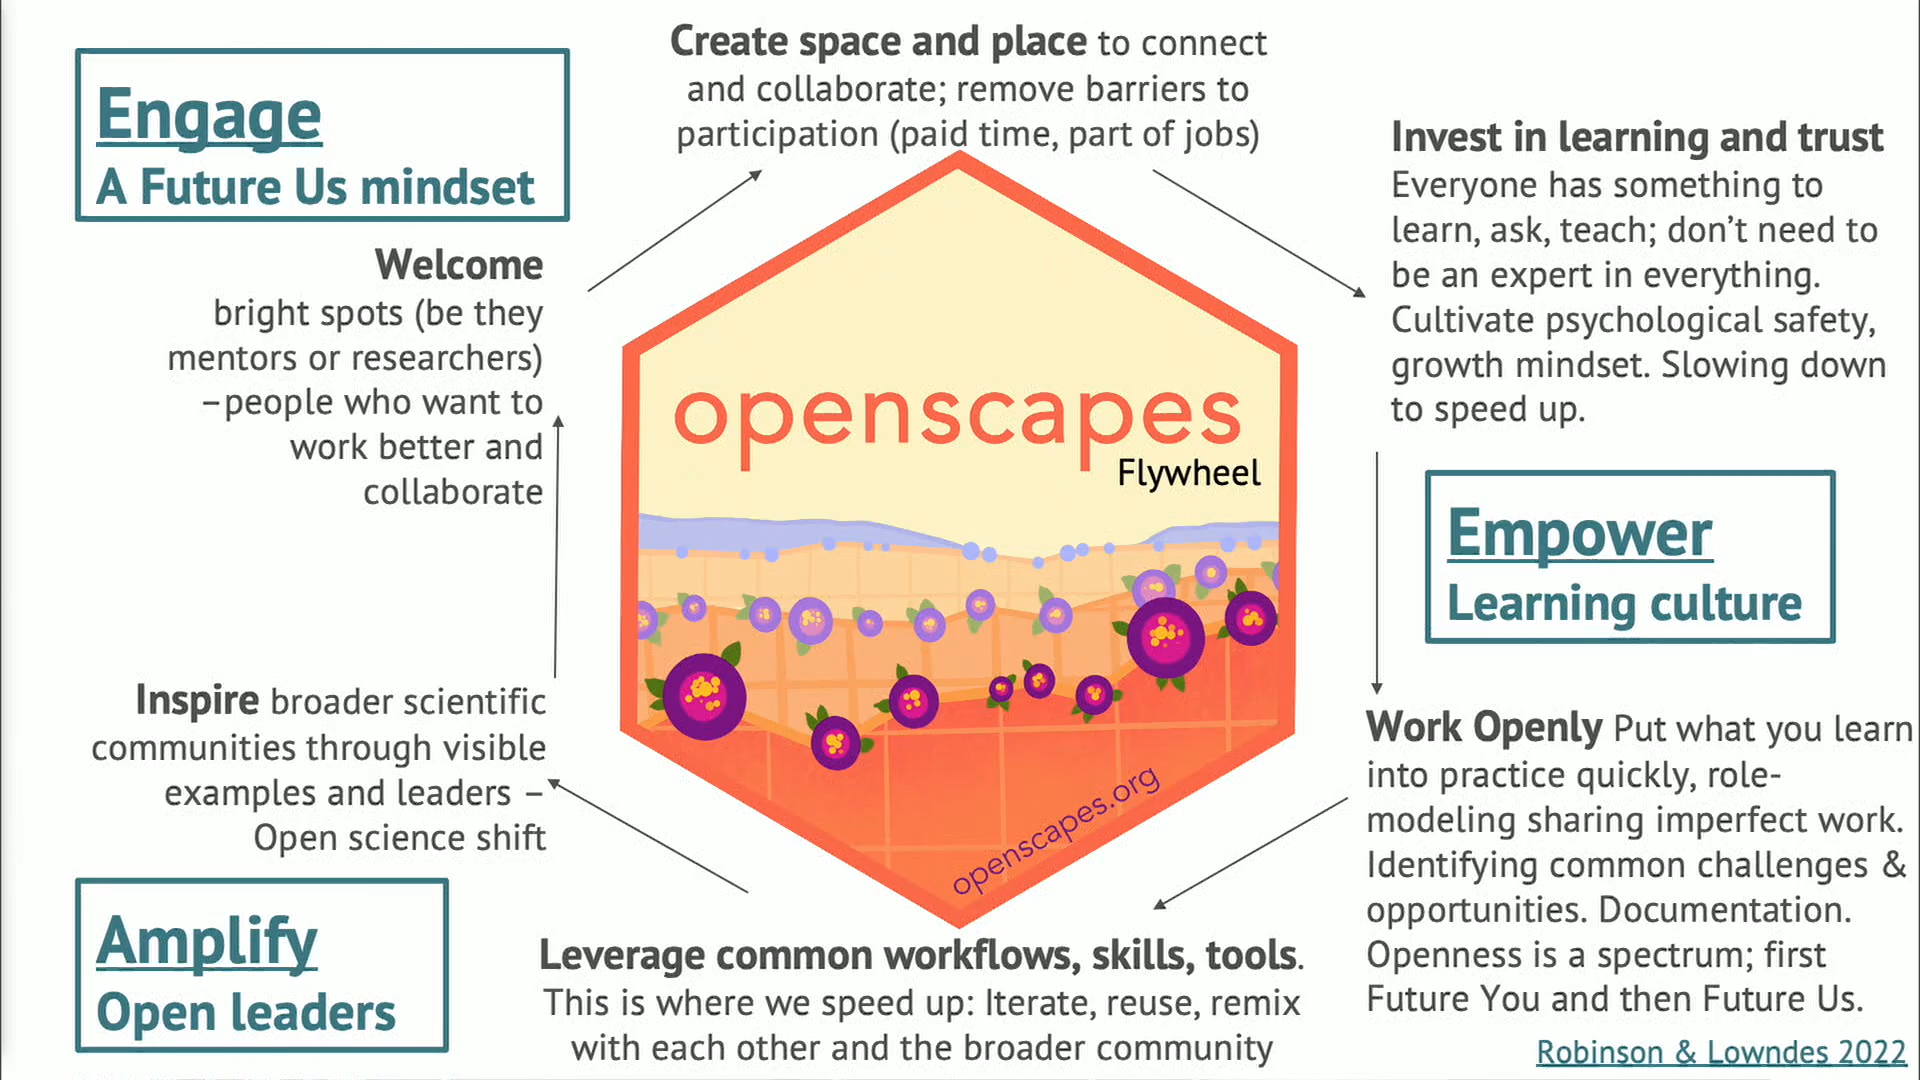 Engage
A Future Us mindset
Create space and place to connect
and collaborate; remove barriers to
participation (paid time, part of jobs)
Invest in learning and trust
Everyone has something to
learn, ask, teach; don’t need to
be an expert in everything.
Cultivate psychological safety,
growth mindset. Slowing down
to speed up.
Welcome
bright spots (be they
mentors or researchers)
–people who want to
work better and
collaborate
openscapes
Flywheel
openscapes.org
Empower
Learning culture
Work Openly Put what you learn
into practice quickly, role-
modeling sharing imperfect work.
Identifying common challenges &
opportunities. Documentation.
Openness is a spectrum; first
Future You and then Future Us.
Inspire broader scientific
communities through visible
examples and leaders –
Open science shift
Amplify
Open leaders
Leverage common workflows, skills, tools.
This is where we speed up: Iterate, reuse, remix
with each other and the broader community
Robinson & Lowndes 2022